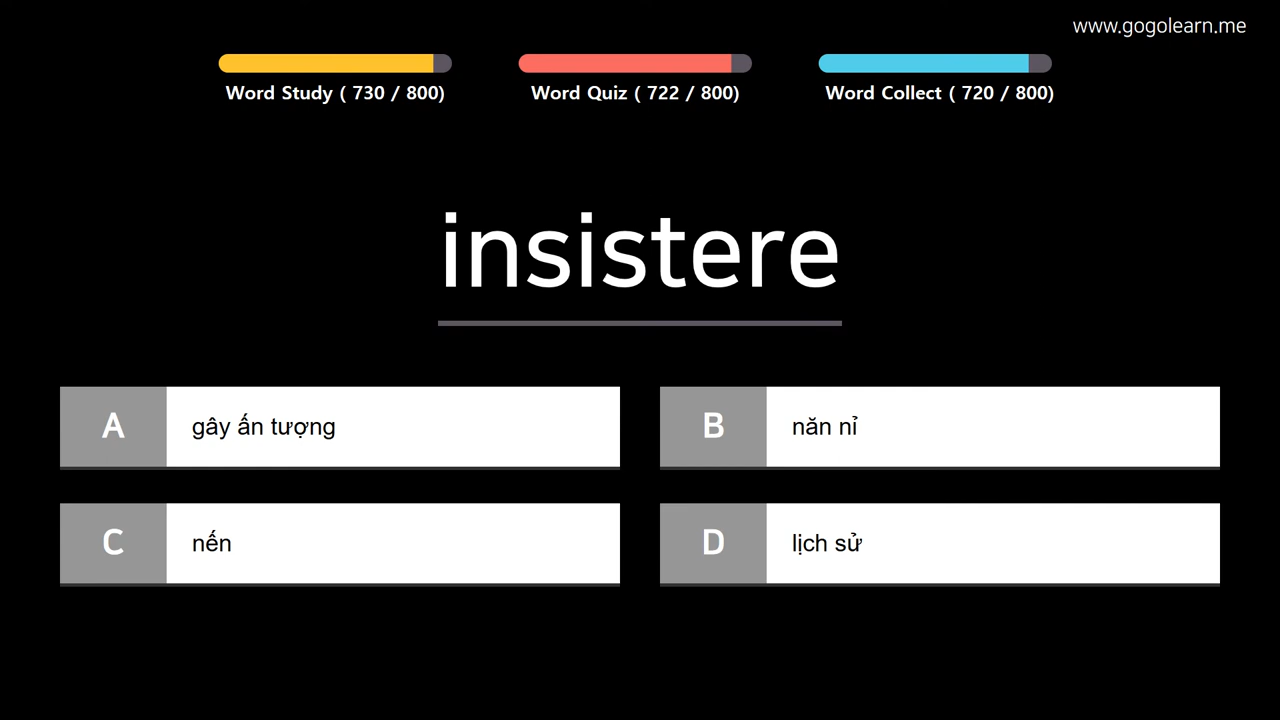 www.gogolearn.me
Word Study ( 730 / 800)
Word Quiz ( 722 / 800)
Word Collect ( 720 / 800)
insistere
A gây ấn tượng
B năn nỉ
C nến
D lịch sử